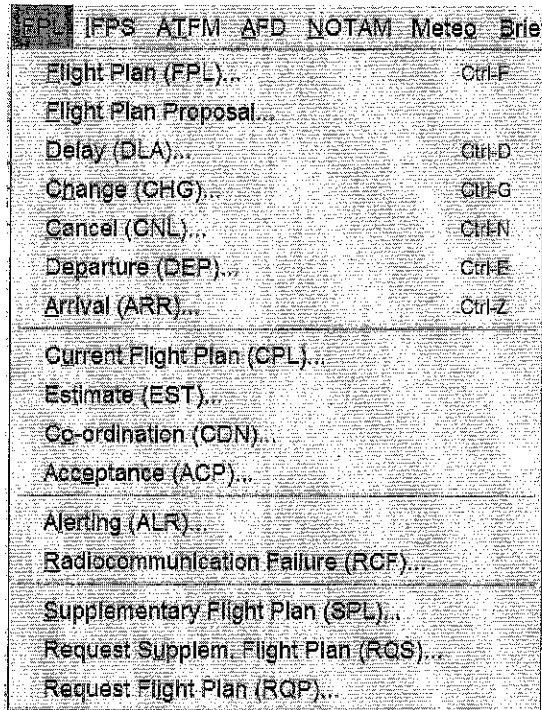 FPL IFPS ATFM AFD NOTAM Meteo Brie
Flight Plan (FPL)... Ctrl-F
Flight Plan Proposal...
Delay (DLA)... Ctrl-D
Change (CHG)... Ctrl-G
Cancel (CNL)... Ctrl-N
Departure (DEP)... Ctrl-E
Arrival (ARR)... Ctrl-Z
Current Flight Plan (CPL)...
Estimate (EST)...
Co-ordination (CDN)...
Acceptance (ACP)...
Alerting (ALR)...
Radiocommunication Failure (RCF)...
Supplementary Flight Plan (SPL)...
Request Supplem. Flight Plan (RQS)...
Request Flight Plan (RQP)...